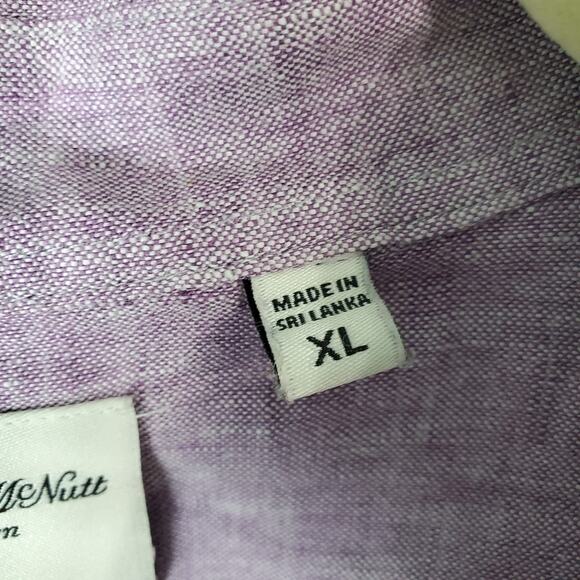 MADE IN
SRI LANKA
XL
McNutt